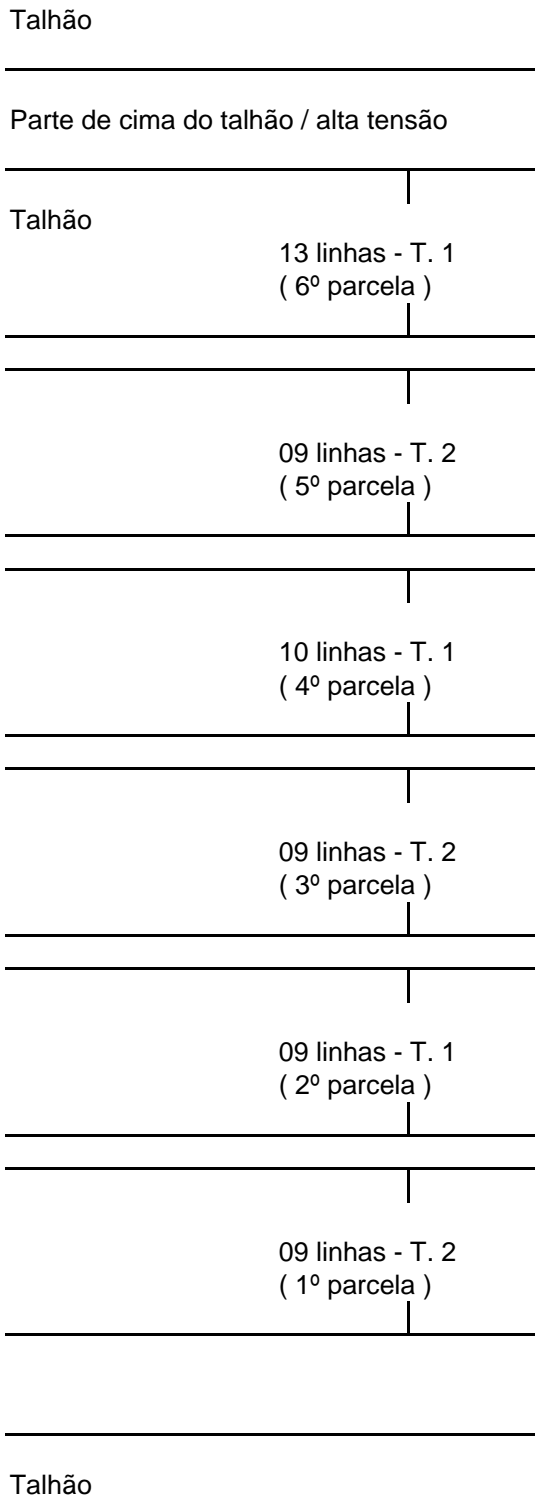 Talhão
Parte de cima do talhão / alta tensão
Talhão
13 linhas - T. 1
( 6º parcela )
09 linhas - T. 2
( 5º parcela )
10 linhas - T. 1
( 4º parcela )
09 linhas - T. 2
( 3º parcela )
09 linhas - T. 1
( 2º parcela )
09 linhas - T. 2
( 1º parcela )
Talhão